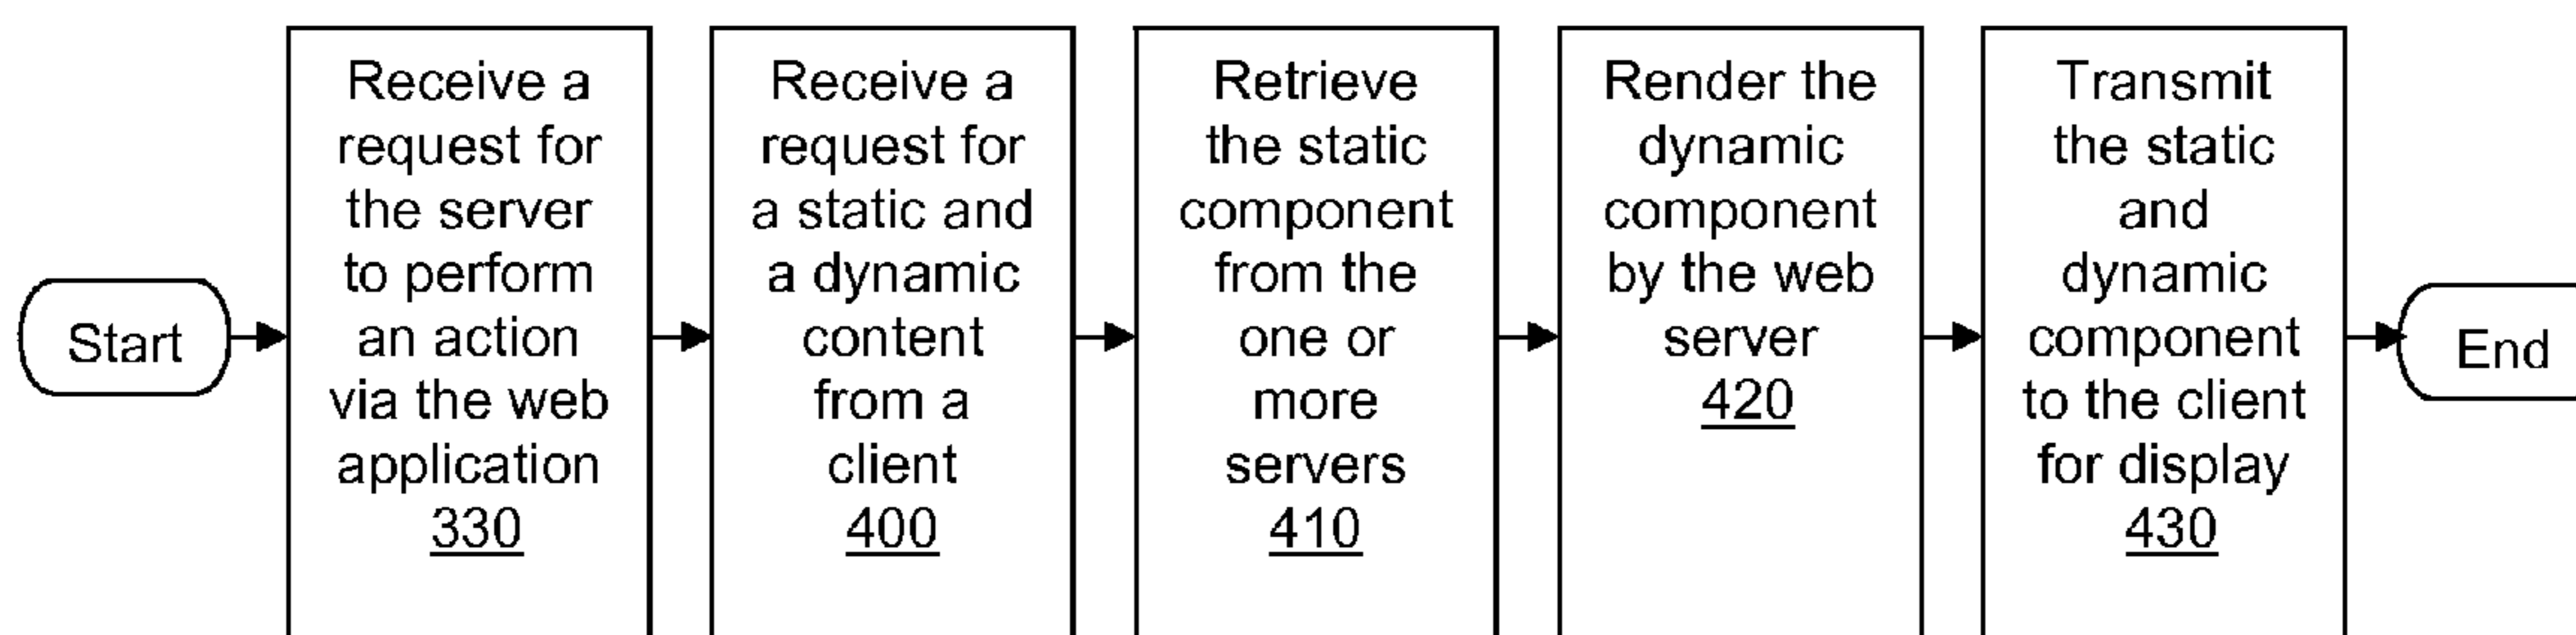 Start
Receive a
request for
the server
to perform
an action
via the web
application
330
Receive a
request for
a static and
a dynamic
content
from a
client
400
Retrieve
the static
component
from the
one or
more
servers
410
Render the
dynamic
component
by the web
server
420
Transmit
the static
and
dynamic
component
to the client
for display
430
End